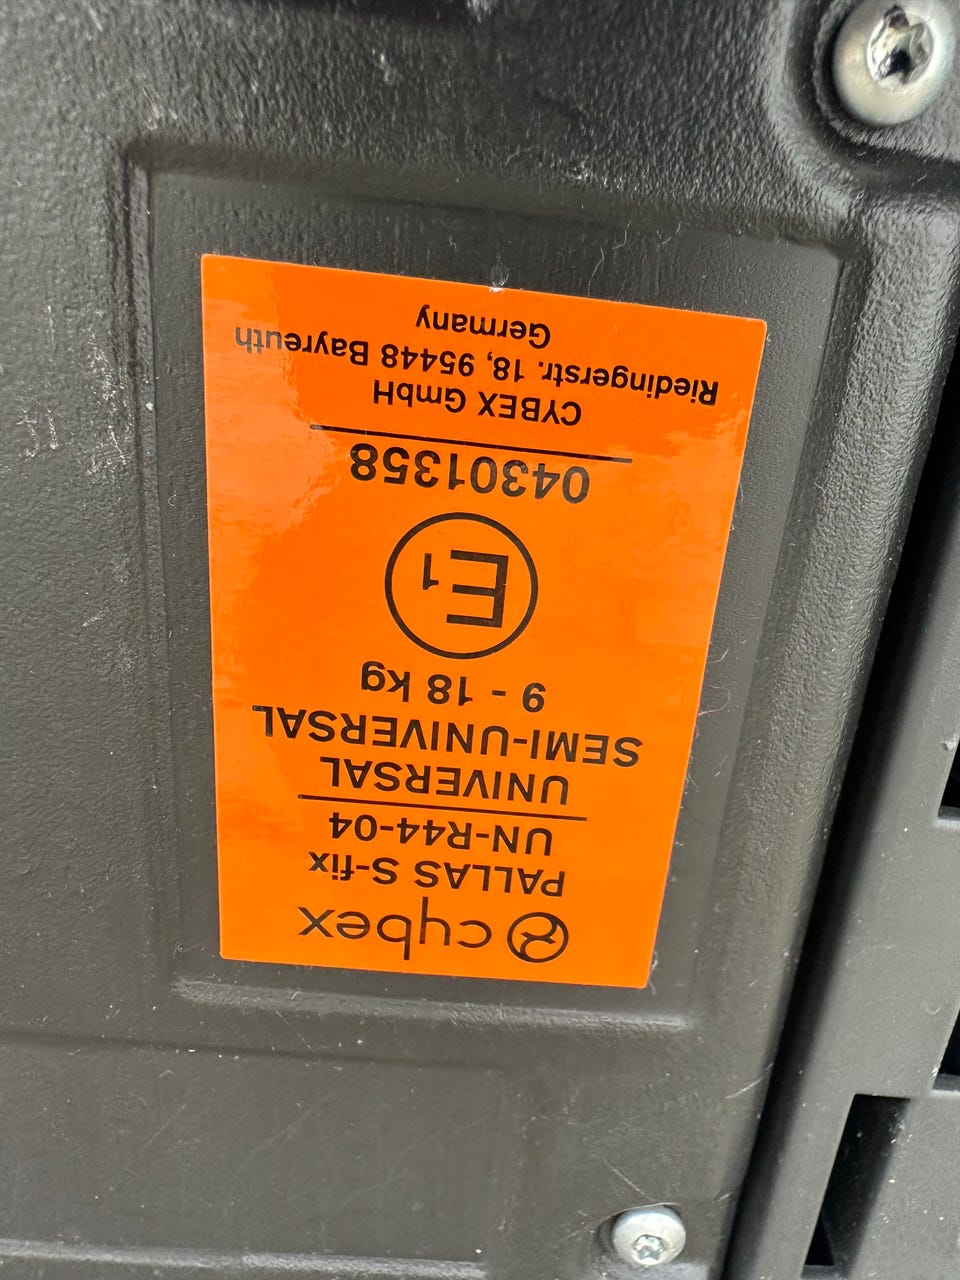 cybex
PALLAS S-fix
UN-R44-04
UNIVERSAL
SEMI-UNIVERSAL
9 - 18 kg
E1
04301358
CYBEX GmbH
Riedingerstr. 18, 95448 Bayreuth
Germany